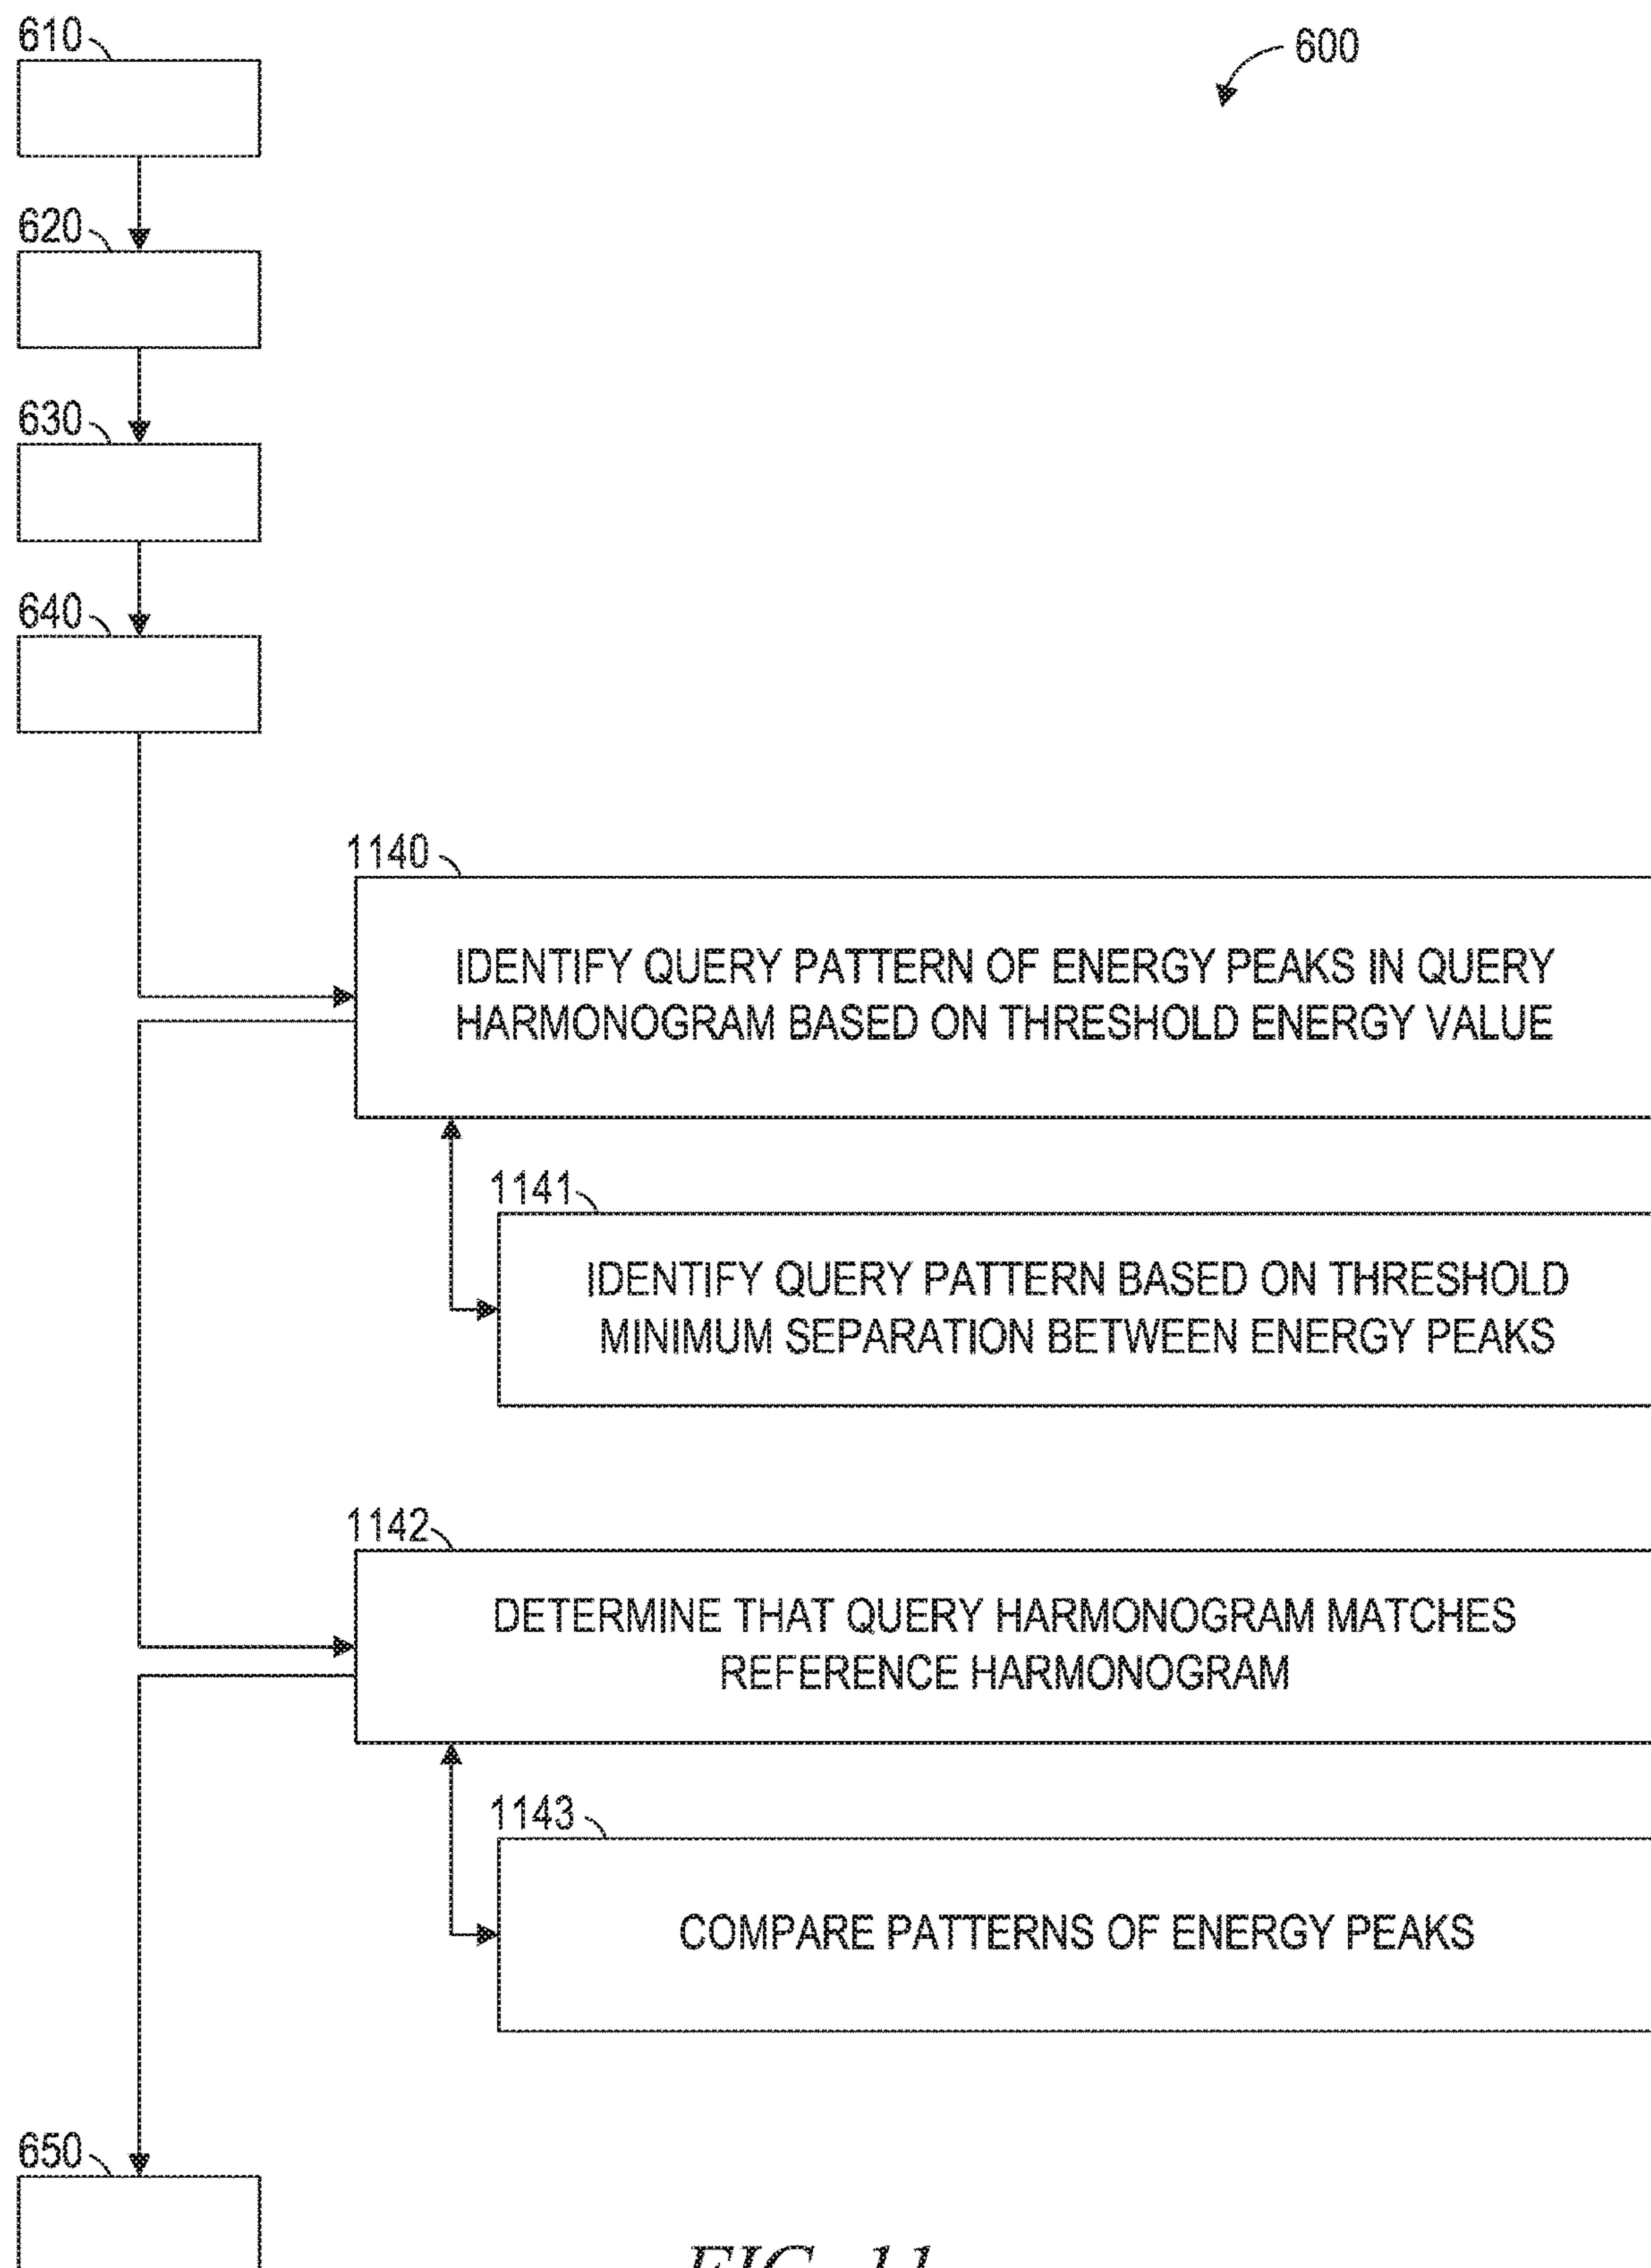 610
600
620
630
640
1140
IDENTIFY QUERY PATTERN OF ENERGY PEAKS IN QUERY
HARMONOGRAM BASED ON THRESHOLD ENERGY VALUE
1141
IDENTIFY QUERY PATTERN BASED ON THRESHOLD
MINIMUM SEPARATION BETWEEN ENERGY PEAKS
1142
DETERMINE THAT QUERY HARMONOGRAM MATCHES
REFERENCE HARMONOGRAM
1143
COMPARE PATTERNS OF ENERGY PEAKS
650
FIG. 11